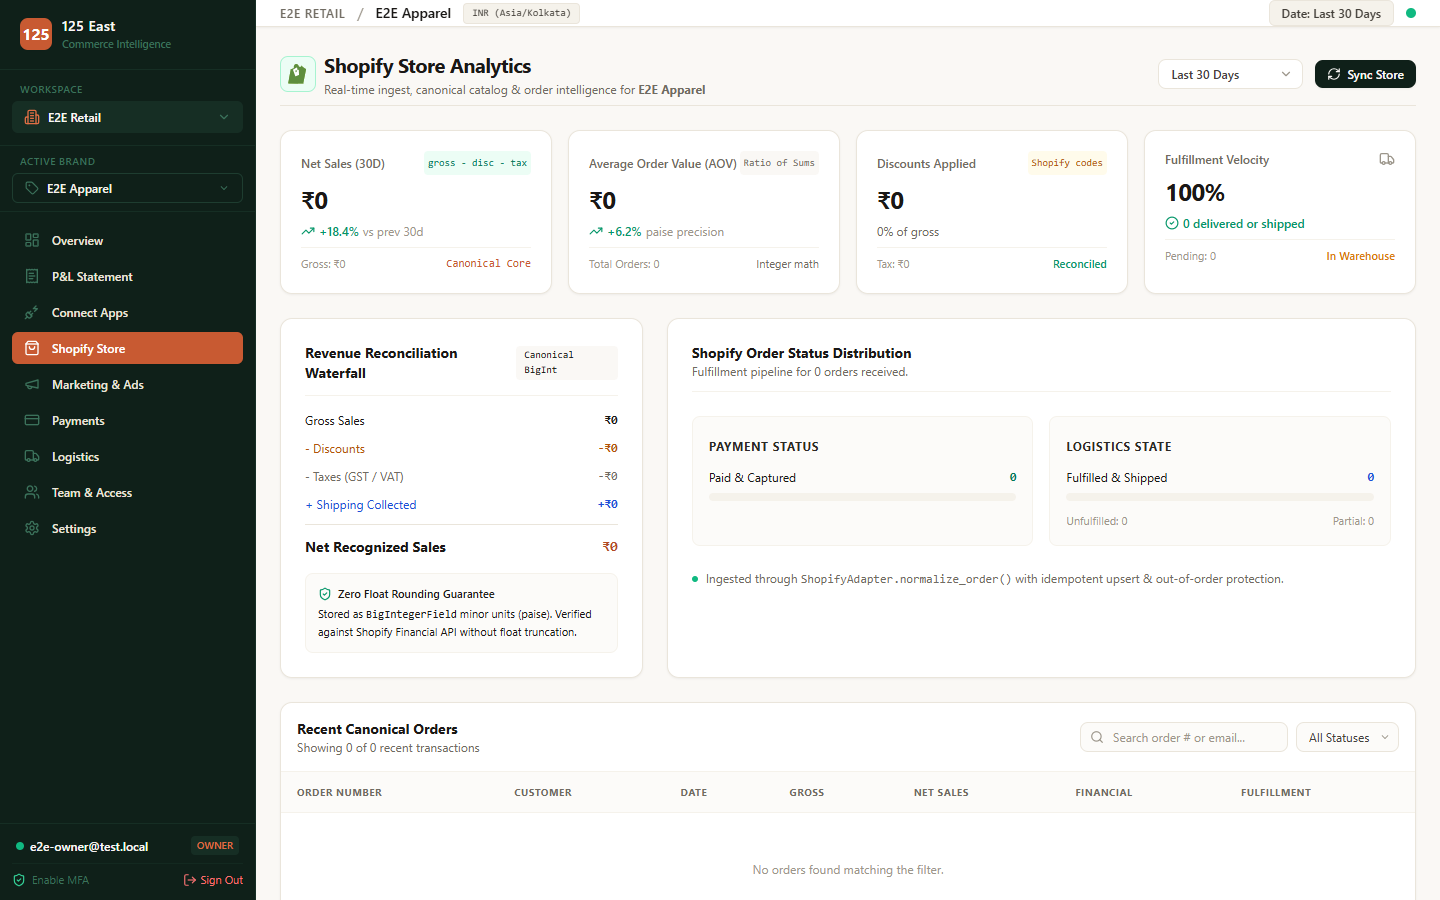 125
125 East
Commerce Intelligence
WORKSPACE
E2E Retail
ACTIVE BRAND
E2E Apparel
Overview
P&L Statement
Connect Apps
Shopify Store
Marketing & Ads
Payments
Logistics
Team & Access
Settings
e2e-owner@test.local
OWNER
Enable MFA
Sign Out
E2E RETAIL / E2E Apparel INR (Asia/Kolkata)
Date: Last 30 Days
Shopify Store Analytics
Real-time ingest, canonical catalog & order intelligence for E2E Apparel
Last 30 Days
Sync Store
Net Sales (30D) gross - disc - tax
₹0
+18.4% vs prev 30d
Gross: ₹0 Canonical Core
Average Order Value (AOV) Ratio of Sums
₹0
+6.2% paise precision
Total Orders: 0 Integer math
Discounts Applied Shopify codes
₹0
0% of gross
Tax: ₹0 Reconciled
Fulfillment Velocity
100%
0 delivered or shipped
Pending: 0 In Warehouse
Revenue Reconciliation
Waterfall
Canonical
BigInt
Gross Sales ₹0
- Discounts -₹0
- Taxes (GST / VAT) -₹0
+ Shipping Collected +₹0
Net Recognized Sales ₹0
Zero Float Rounding Guarantee
Stored as BigIntegerField minor units (paise). Verified
against Shopify Financial API without float truncation.
Shopify Order Status Distribution
Fulfillment pipeline for 0 orders received.
PAYMENT STATUS
Paid & Captured 0
LOGISTICS STATE
Fulfilled & Shipped 0
Unfulfilled: 0 Partial: 0
Ingested through ShopifyAdapter.normalize_order() with idempotent upsert & out-of-order protection.
Recent Canonical Orders
Showing 0 of 0 recent transactions
Search order # or email...
All Statuses
ORDER NUMBER CUSTOMER DATE GROSS NET SALES FINANCIAL FULFILLMENT
No orders found matching the filter.